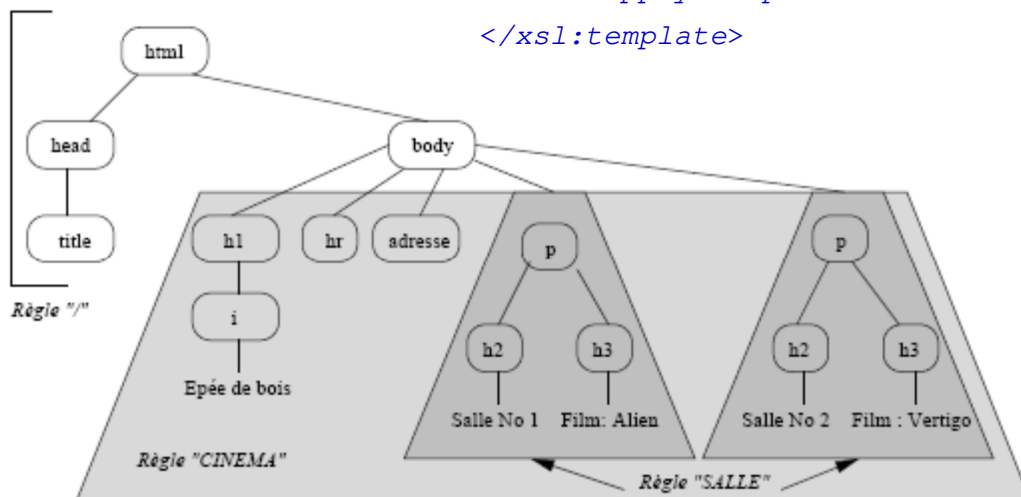 </xsl:template>
html
head
body
title
h1
hr
adresse
p
p
Règle "/"
i
h2
h3
h2
h3
Epée de bois
Salle No 1
Film: Alien
Salle No 2
Film : Vertigo
Règle "CINEMA"
Règle "SALLE"